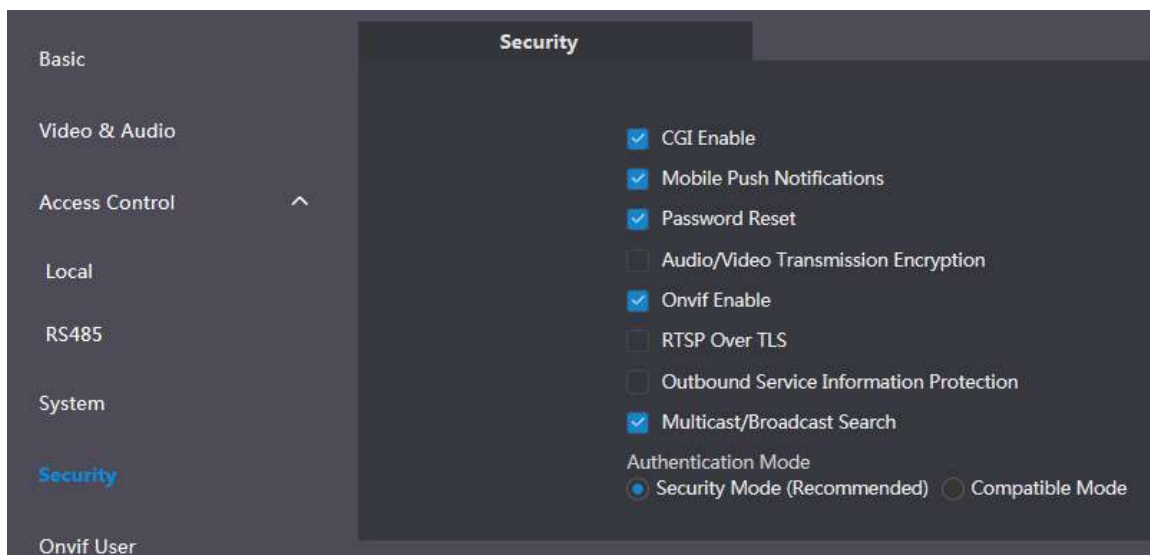 Basic
Video & Audio
Access Control
Local
RS485
System
Security
Onvif User
Security
CGI Enable
Mobile Push Notifications
Password Reset
Audio/Video Transmission Encryption
Onvif Enable
RTSP Over TLS
Outbound Service Information Protection
Multicast/Broadcast Search
Authentication Mode
Security Mode (Recommended) Compatible Mode